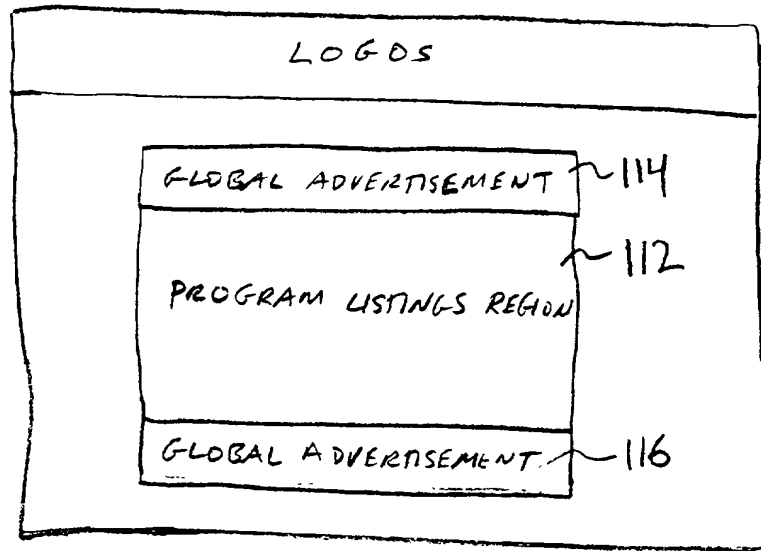 LOGOS
GLOBAL ADVERTISEMENT 114
112
PROGRAM LISTINGS REGION
GLOBAL ADVERTISEMENT 116